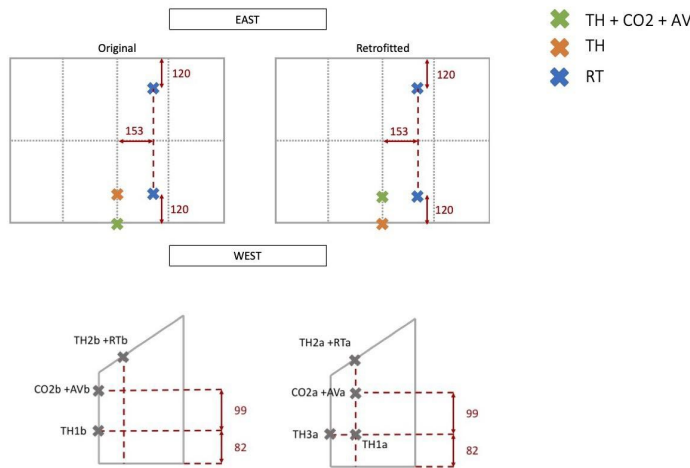 EAST
TH + CO2 + AV
TH
RT
Original
Retrofitted
120
120
153
153
120
120
WEST
TH2b +RTb
CO2b +AVb
TH1b
99
82
TH2a +RTa
CO2a +AVa
TH3a
TH1a
99
82